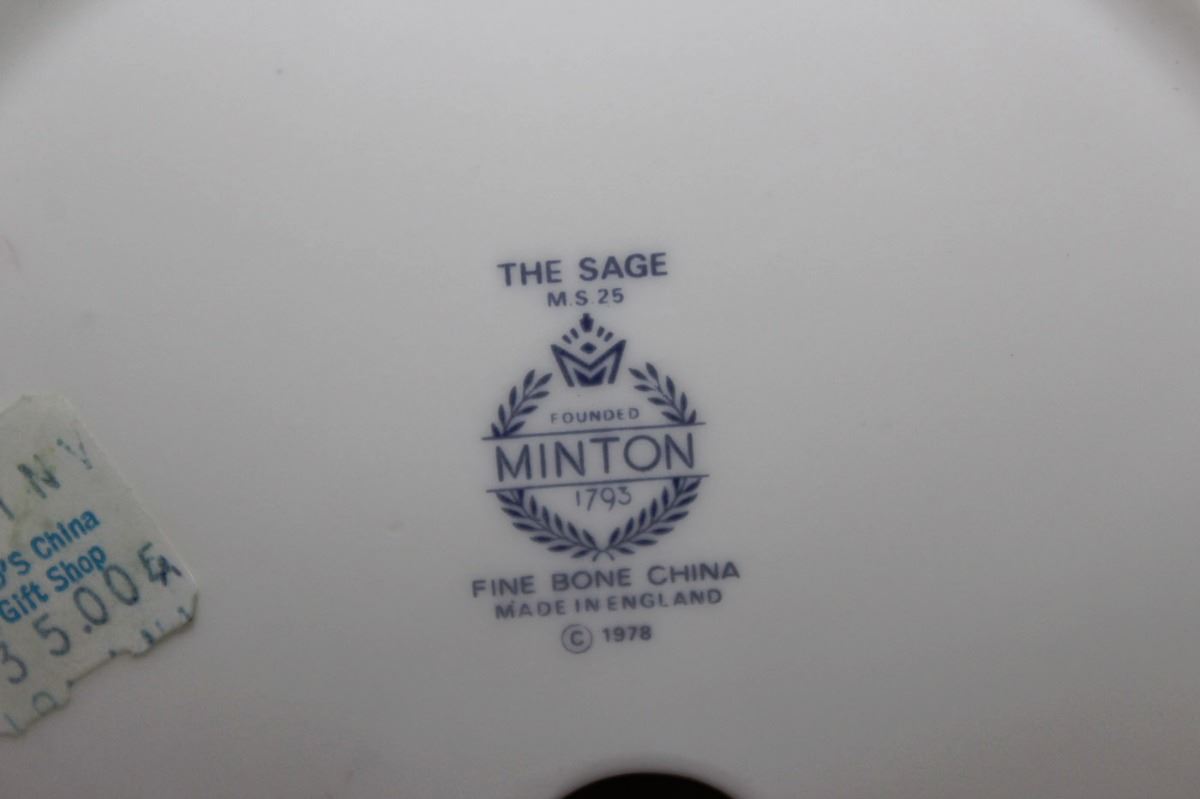 THE SAGE
M.S.25
FOUNDED
MINTON
1793
FINE BONE CHINA
MADE IN ENGLAND
© 1978
'S China
Gift Shop
35.00